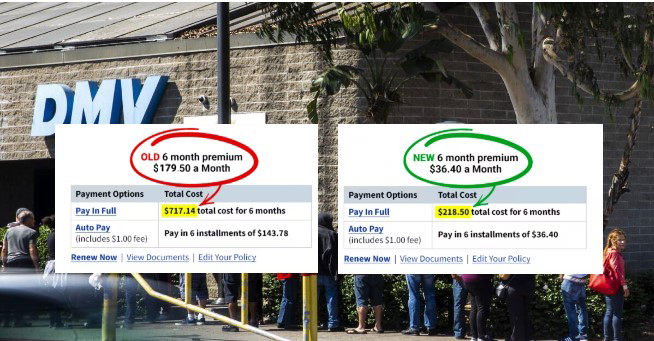 DMV
OLD 6 month premium
$179.50 a Month
Payment Options Total Cost
Pay In Full $717.14 total cost for 6 months
Auto Pay
(includes $1.00 fee) Pay in 6 installments of $143.78
Renew Now | View Documents | Edit Your Policy
NEW 6 month premium
$36.40 a Month
Payment Options Total Cost
Pay In Full $218.50 total cost for 6 months
Auto Pay
(includes $1.00 fee) Pay in 6 installments of $36.40
Renew Now | View Documents | Edit Your Policy